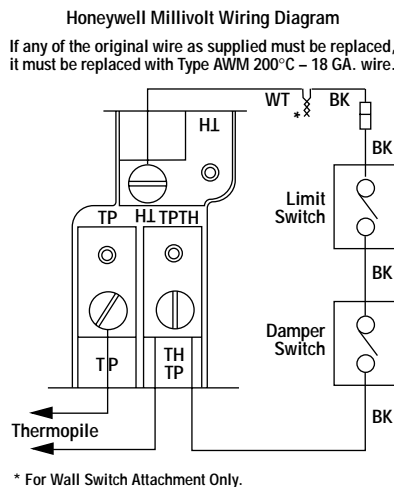 Honeywell Millivolt Wiring Diagram
If any of the original wire as supplied must be replaced,
it must be replaced with Type AWM 200°C – 18 GA. wire.
WT
BK
*
TH
BK
Limit
Switch
TP
TH
TPTH
BK
Damper
Switch
TP
TH
TP
BK
Thermopile
* For Wall Switch Attachment Only.